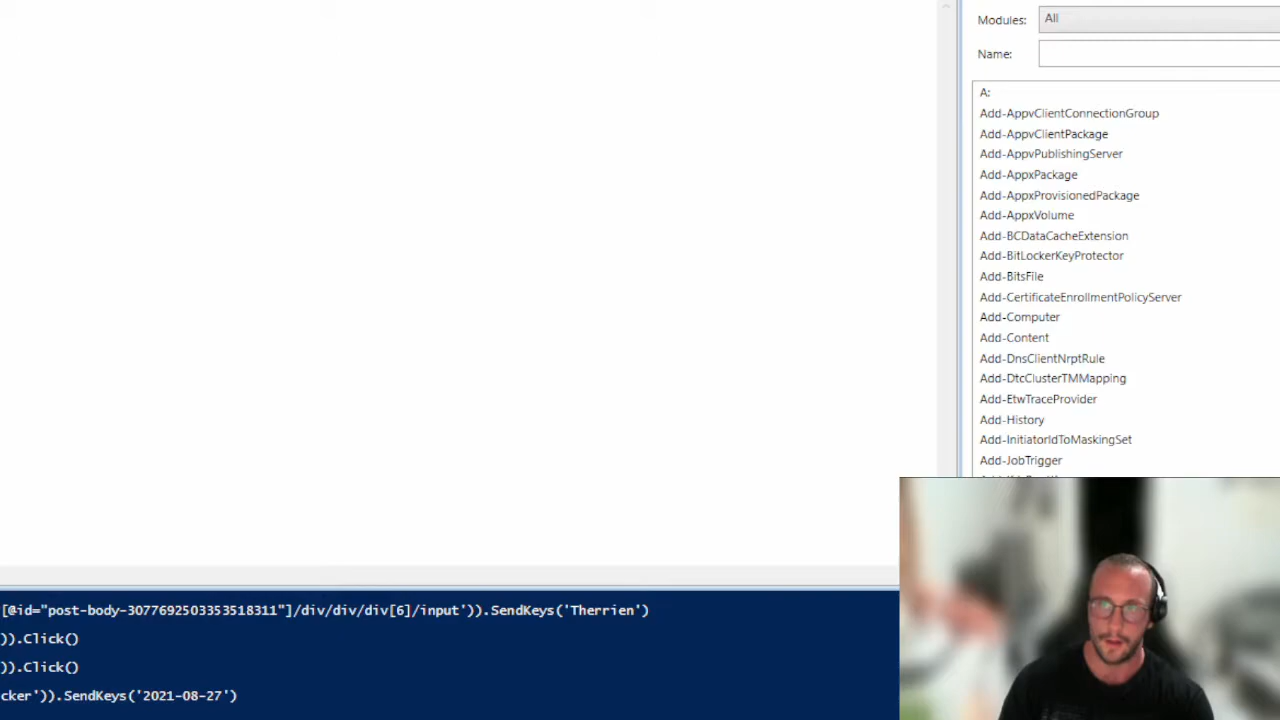 Modules: All
Name:
A:
Add-AppvClientConnectionGroup
Add-AppvClientPackage
Add-AppvPublishingServer
Add-AppxPackage
Add-AppxProvisionedPackage
Add-AppxVolume
Add-BCDataCacheExtension
Add-BitLockerKeyProtector
Add-BitsFile
Add-CertificateEnrollmentPolicyServer
Add-Computer
Add-Content
Add-DnsClientNrptRule
Add-DtcClusterTMMapping
Add-EtwTraceProvider
Add-History
Add-InitiatorIdToMaskingSet
Add-JobTrigger
[@id="post-body-3077692503353518311"]/div/div/div[6]/input')).SendKeys('Therrien')
)).Click()
)).Click()
cker')).SendKeys('2021-08-27')